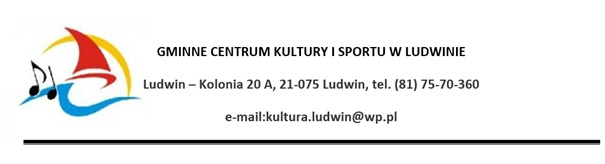 GMINNE CENTRUM KULTURY I SPORTU W LUDWINIE
Ludwin – Kolonia 20 A, 21-075 Ludwin, tel. (81) 75-70-360
e-mail:kultura.ludwin@wp.pl